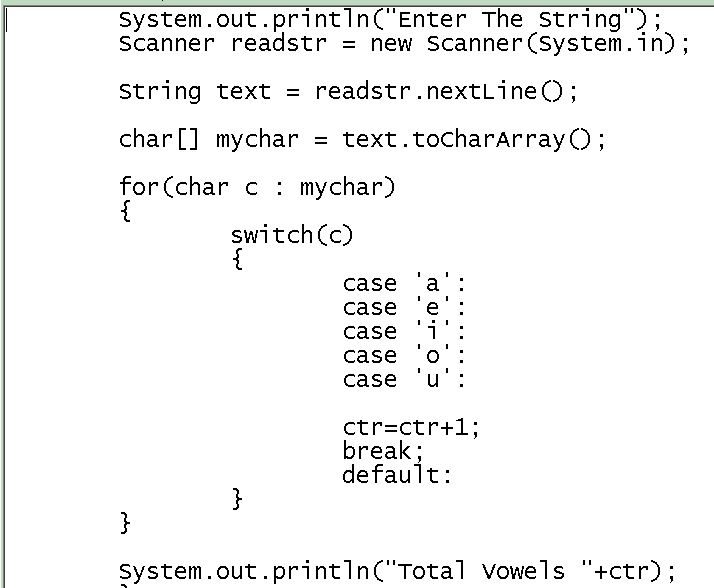 System.out.println("Enter The String");
Scanner readstr = new Scanner(System.in);
String text = readstr.nextLine();
char[] mychar = text.toCharArray();
for(char c : mychar)
{
switch(c)
{
case 'a':
case 'e':
case 'i':
case 'o':
case 'u':
ctr=ctr+1;
break;
default:
}
}
System.out.println("Total Vowels "+ctr);